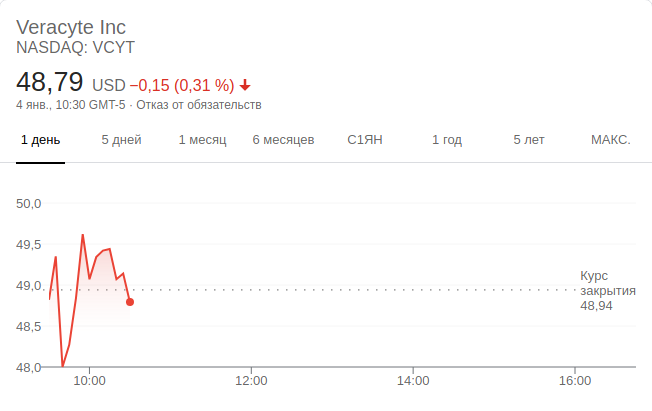 Veracyte Inc
NASDAQ: VCYT
48,79 USD −0,15 (0,31 %)
4 янв., 10:30 GMT-5 · Отказ от обязательств
1 день 5 дней 1 месяц 6 месяцев С1ЯН 1 год 5 лет МАКС.
50,0
49,5
49,0
48,5
48,0
Курс
закрытия
48,94
10:00 12:00 14:00 16:00